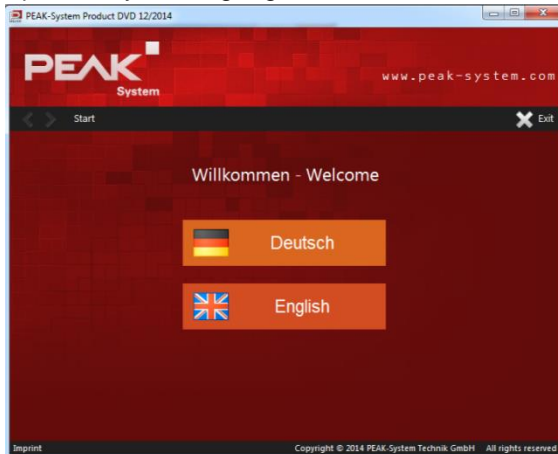 PEAK-System Product DVD 12/2014
PEAK
System
www.peak-system.com
Start
Exit
Willkommen - Welcome
Deutsch
English
Imprint
Copyright © 2014 PEAK-System Technik GmbH All rights reserved